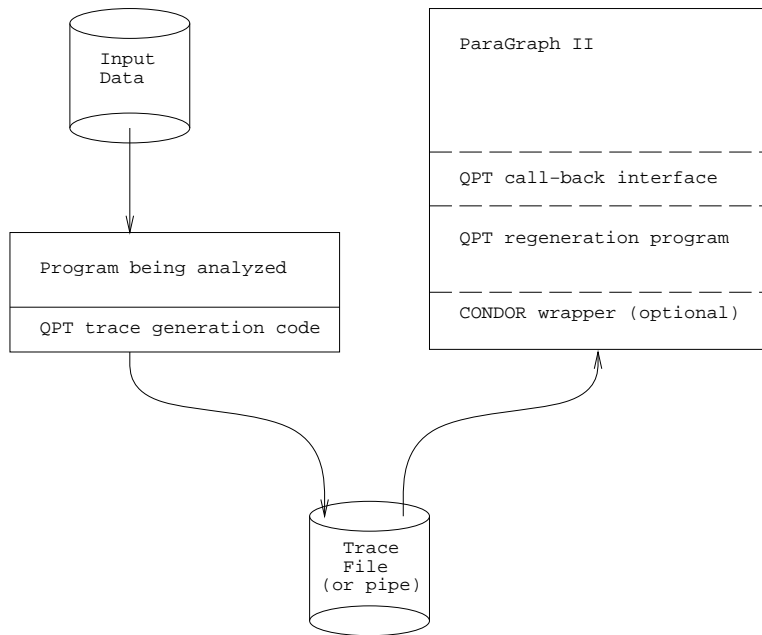 Input
Data
Program being analyzed
QPT trace generation code
ParaGraph II
QPT call-back interface
QPT regeneration program
CONDOR wrapper (optional)
Trace
File
(or pipe)